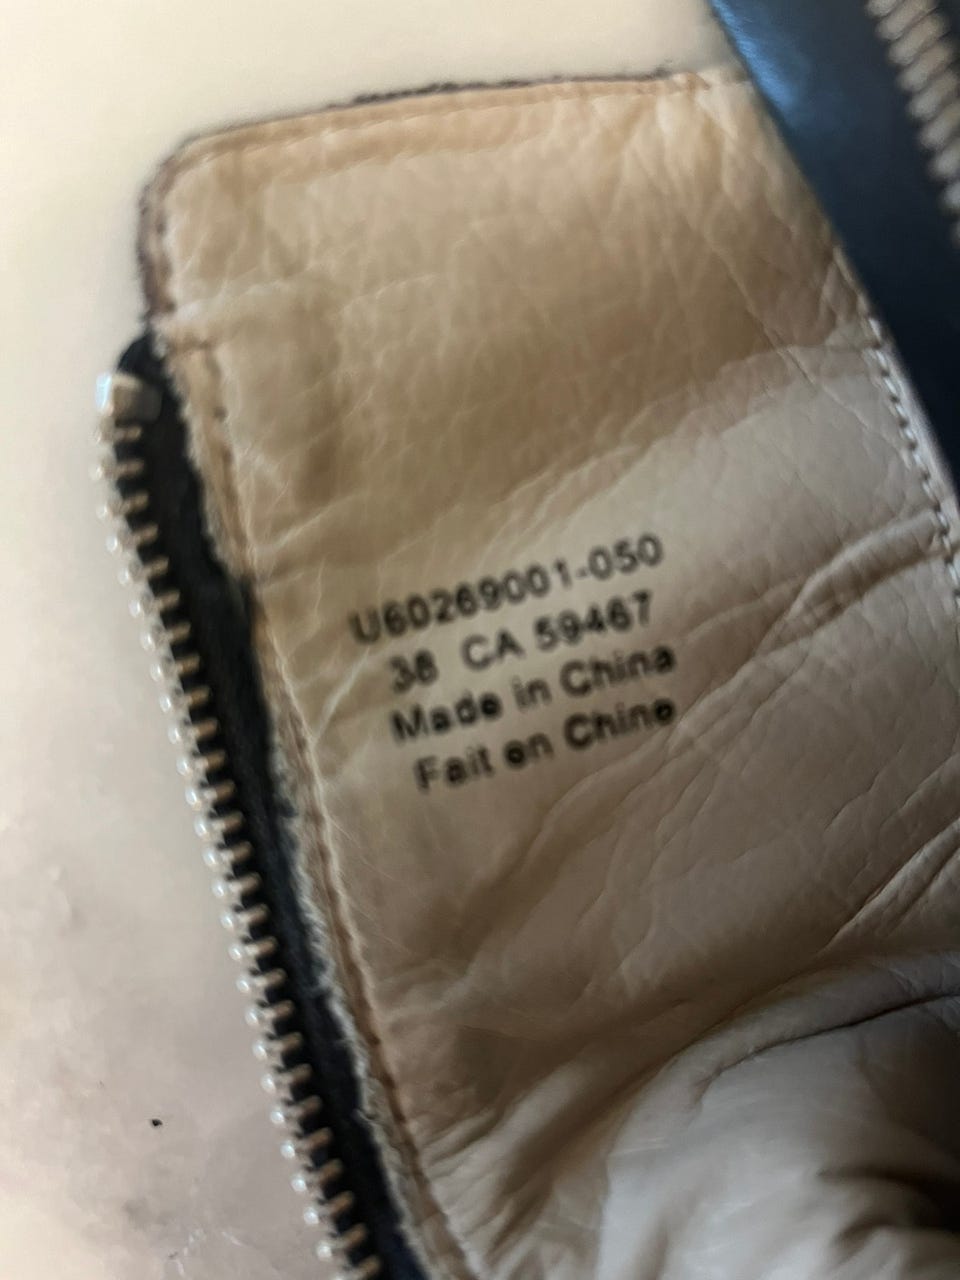 U60269001-050
38 CA 59467
Made in China
Fait en Chine